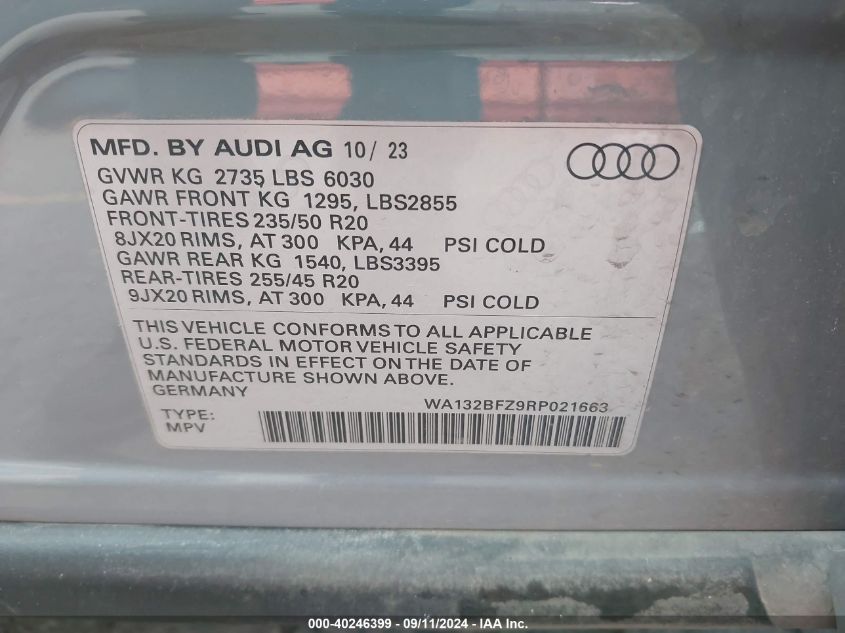 MFD. BY AUDI AG 10/ 23
GVWR KG 2735 LBS 6030
GAWR FRONT KG 1295, LBS2855
FRONT-TIRES 235/50 R20
8JX20 RIMS, AT 300 KPA, 44 PSI COLD
GAWR REAR KG 1540, LBS3395
REAR-TIRES 255/45 R20
9JX20 RIMS, AT 300 KPA, 44 PSI COLD
THIS VEHICLE CONFORMS TO ALL APPLICABLE
U.S. FEDERAL MOTOR VEHICLE SAFETY
STANDARDS IN EFFECT ON THE DATE OF
MANUFACTURE SHOWN ABOVE.
GERMANY
WA132BFZ9RP021663
TYPE:
MPV
000-40246399 - 09/11/2024 - IAA, Inc.